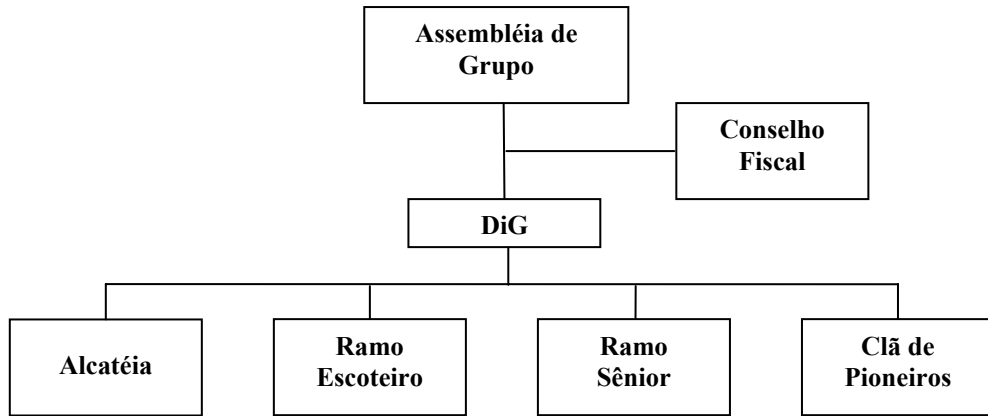 Assembléia de
Grupo
Conselho
Fiscal
DiG
Alcatéia
Ramo
Escoteiro
Ramo
Sênior
Clã de
Pioneiros